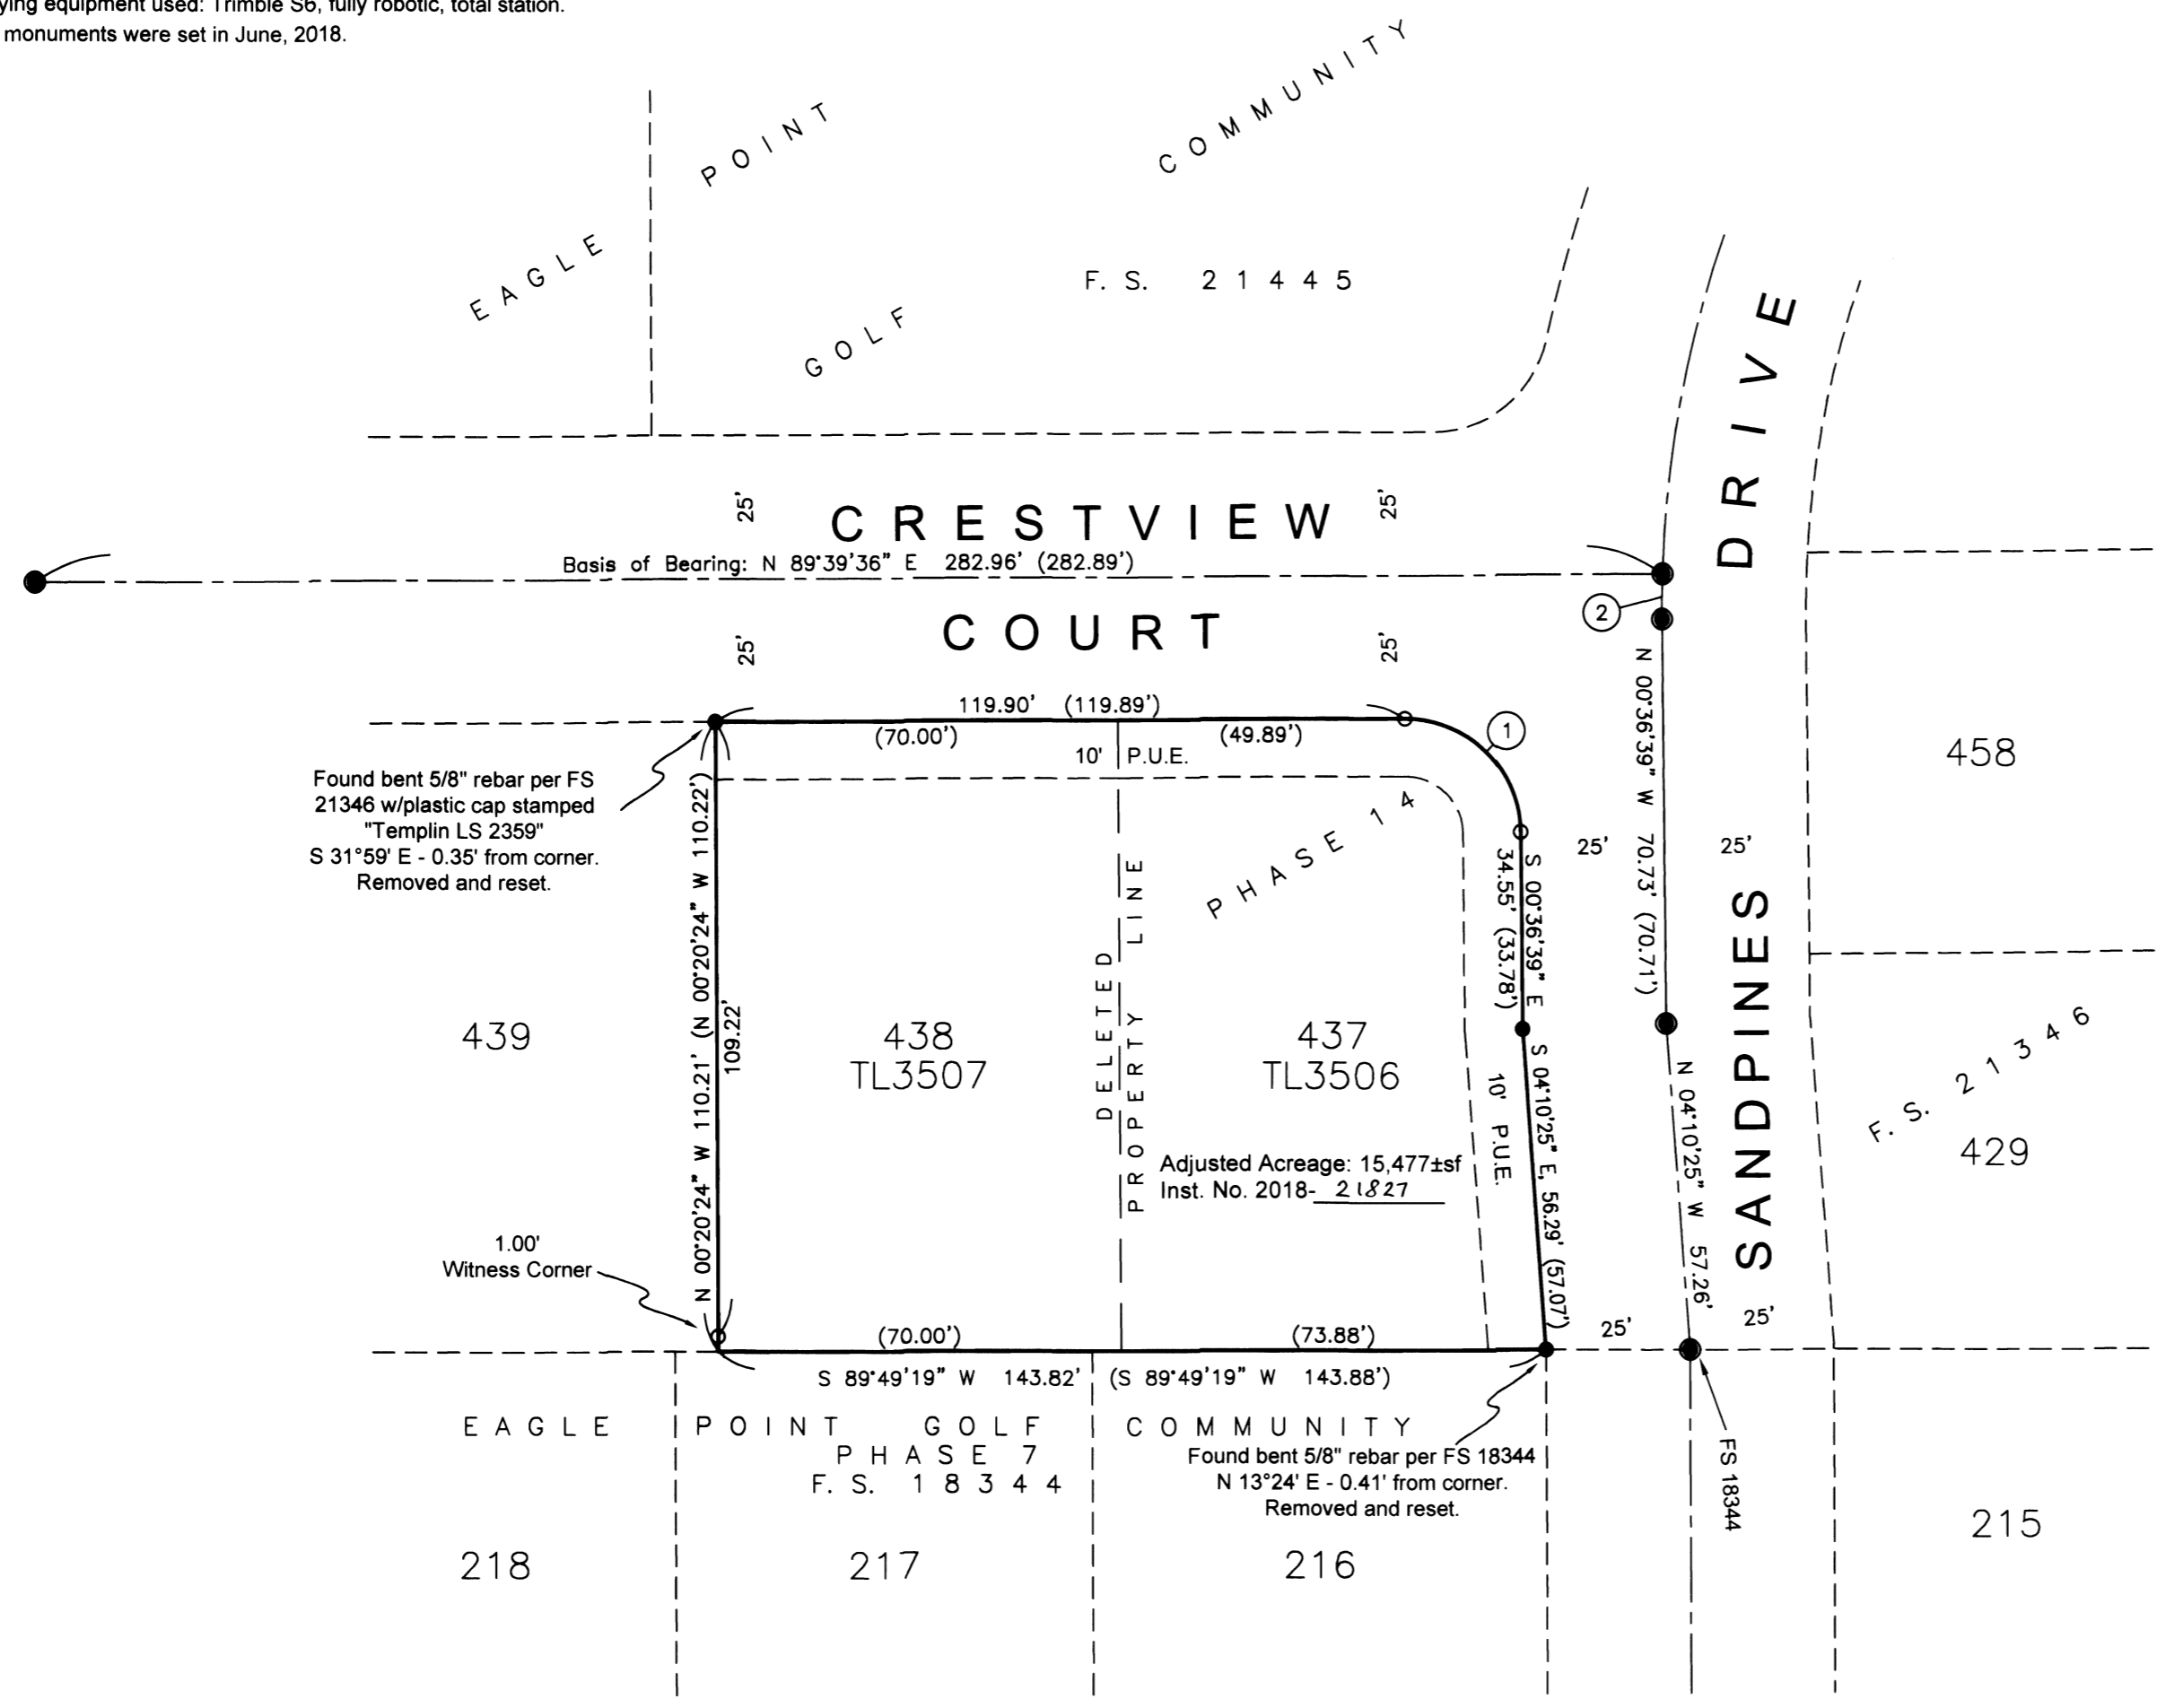 ying equipment used: Trimble S6, fully robotic, total station.
monuments were set in June, 2018.
EAGLE POINT
GOLF COMMUNITY
F. S. 21445
25'
25'
CRESTVIEW
Basis of Bearing: N 89°39'36" E 282.96' (282.89')
COURT
25'
25'
DRIVE
2
119.90' (119.89')
(70.00')
(49.89')
1
10' P.U.E.
N 00°36'39" W 70.73' (70.71')
458
Found bent 5/8" rebar per FS
21346 w/plastic cap stamped
"Templin LS 2359"
S 31°59' E - 0.35' from corner.
Removed and reset.
PHASE 14
25'
25'
S 00°36'39" E
34.55' (33.78')
N 00°20'24" W 110.21' (N 00°20'24" W 110.22')
109.22'
439
438
TL3507
DELETED
PROPERTY LINE
437
TL3506
10' P.U.E.
S 04°10'25" E, 56.29' (57.07')
N 04°10'25" W 57.26'
SANDPINES
F. S. 21346
429
Adjusted Acreage: 15,477±sf
Inst. No. 2018- 21827
1.00'
Witness Corner
(70.00')
(73.88')
25'
25'
S 89°49'19" W 143.82' (S 89°49'19" W 143.88')
EAGLE POINT GOLF COMMUNITY
PHASE 7
F. S. 18344
Found bent 5/8" rebar per FS 18344
N 13°24' E - 0.41' from corner.
Removed and reset.
FS 18344
218
217
216
215